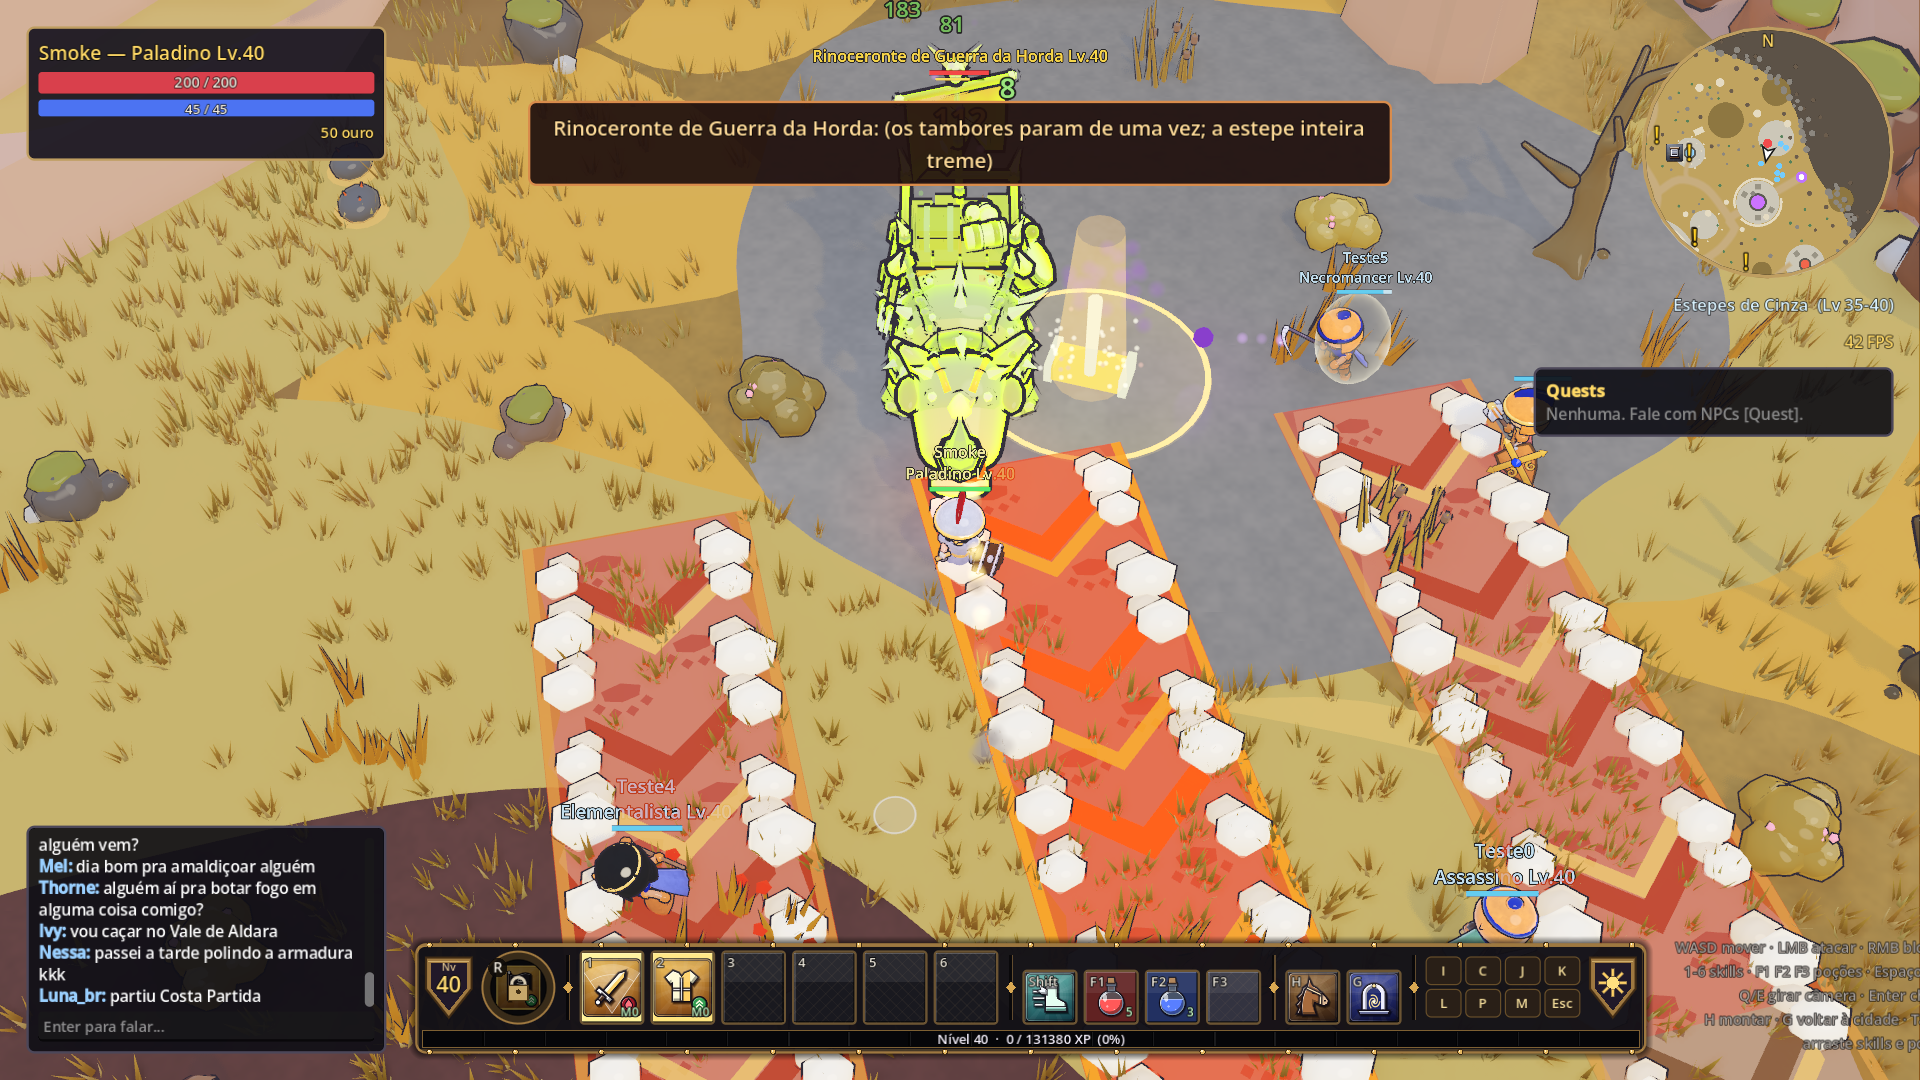 183
81
Rinoceronte de Guerra da Horda Lv.40
8
Smoke — Paladino Lv.40
200 / 200
45 / 45
50 ouro
Rinoceronte de Guerra da Horda: (os tambores param de uma vez; a estepe inteira
treme)
N
Teste5
Necromancer Lv.40
Estepes de Cinza (Lv 35-40)
42 FPS
Quests
Nenhuma. Fale com NPCs [Quest].
Smoke
Paladino Lv.40
Teste4
Elementalista Lv.40
Teste0
Assassino Lv.40
alguém vem?
Mel: dia bom pra amaldiçoar alguém
Thorne: alguém aí pra botar fogo em
alguma coisa comigo?
Ivy: vou caçar no Vale de Aldara
Nessa: passei a tarde polindo a armadura
kkk
Luna_br: partiu Costa Partida
Enter para falar...
Nv
40
R
1
M0
2
M0
3
4
5
6
Shift
F1
5
F2
3
F3
H
G
I
C
J
K
L
P
M
Esc
Nível 40 · 0 / 131380 XP (0%)
WASD mover · LMB atacar · RMB blo
1-6 skills · F1 F2 F3 poções · Espaço
Q/E girar câmera · Enter c
H montar · G voltar à cidade · T
arraste skills e po